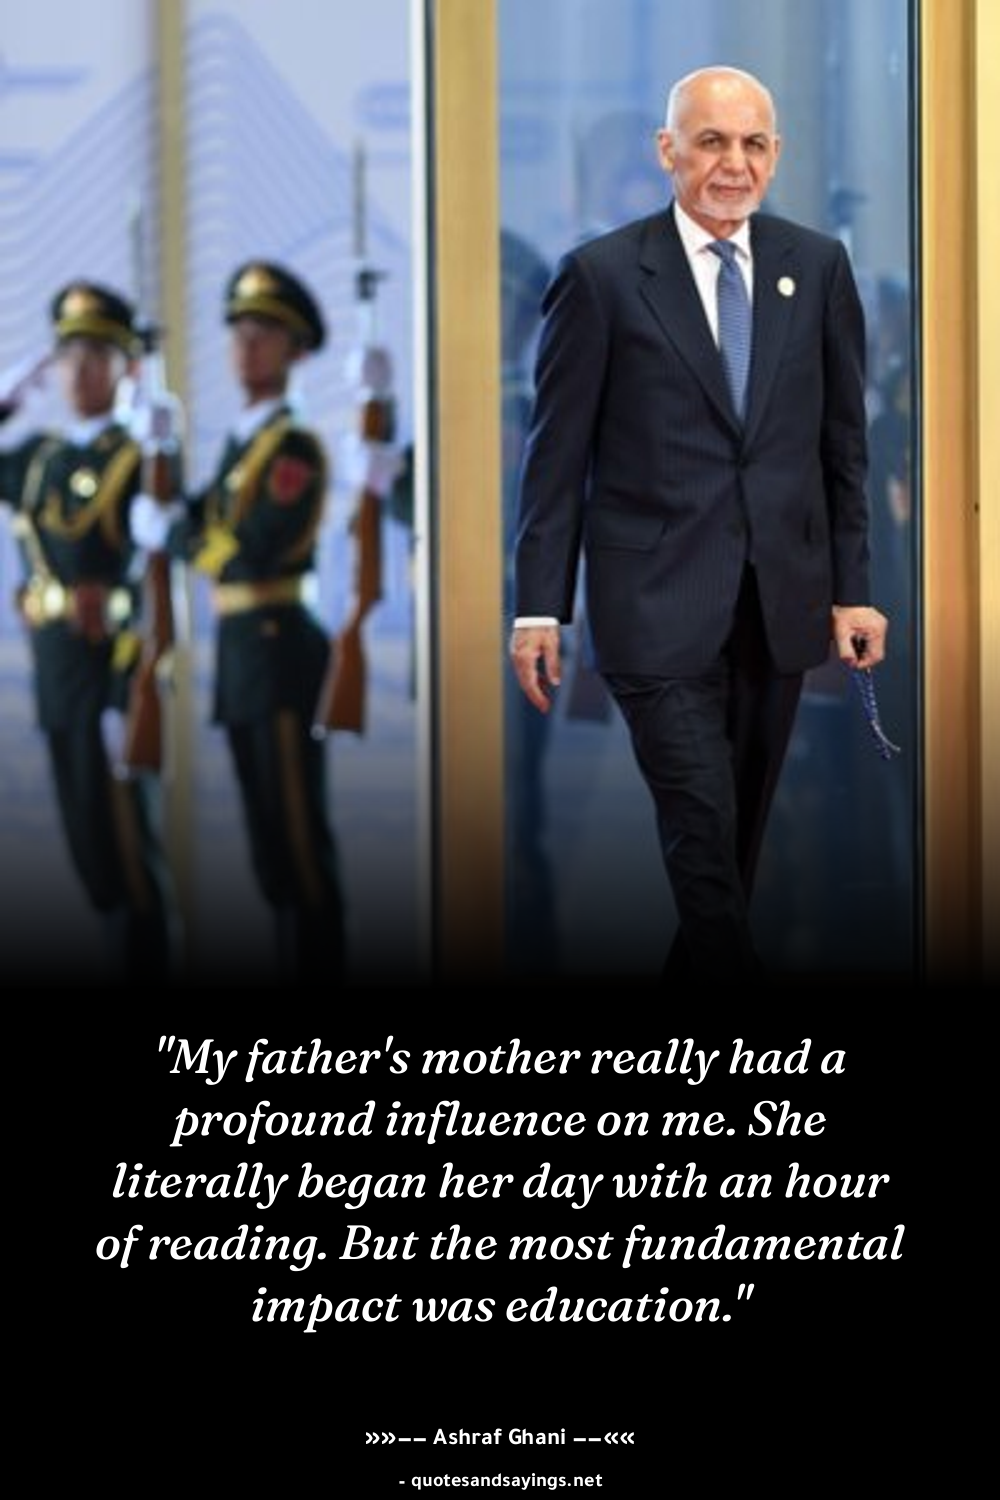 "My father's mother really had a
profound influence on me. She
literally began her day with an hour
of reading. But the most fundamental
impact was education."
»»–– Ashraf Ghani ––««
- quotesandsayings.net